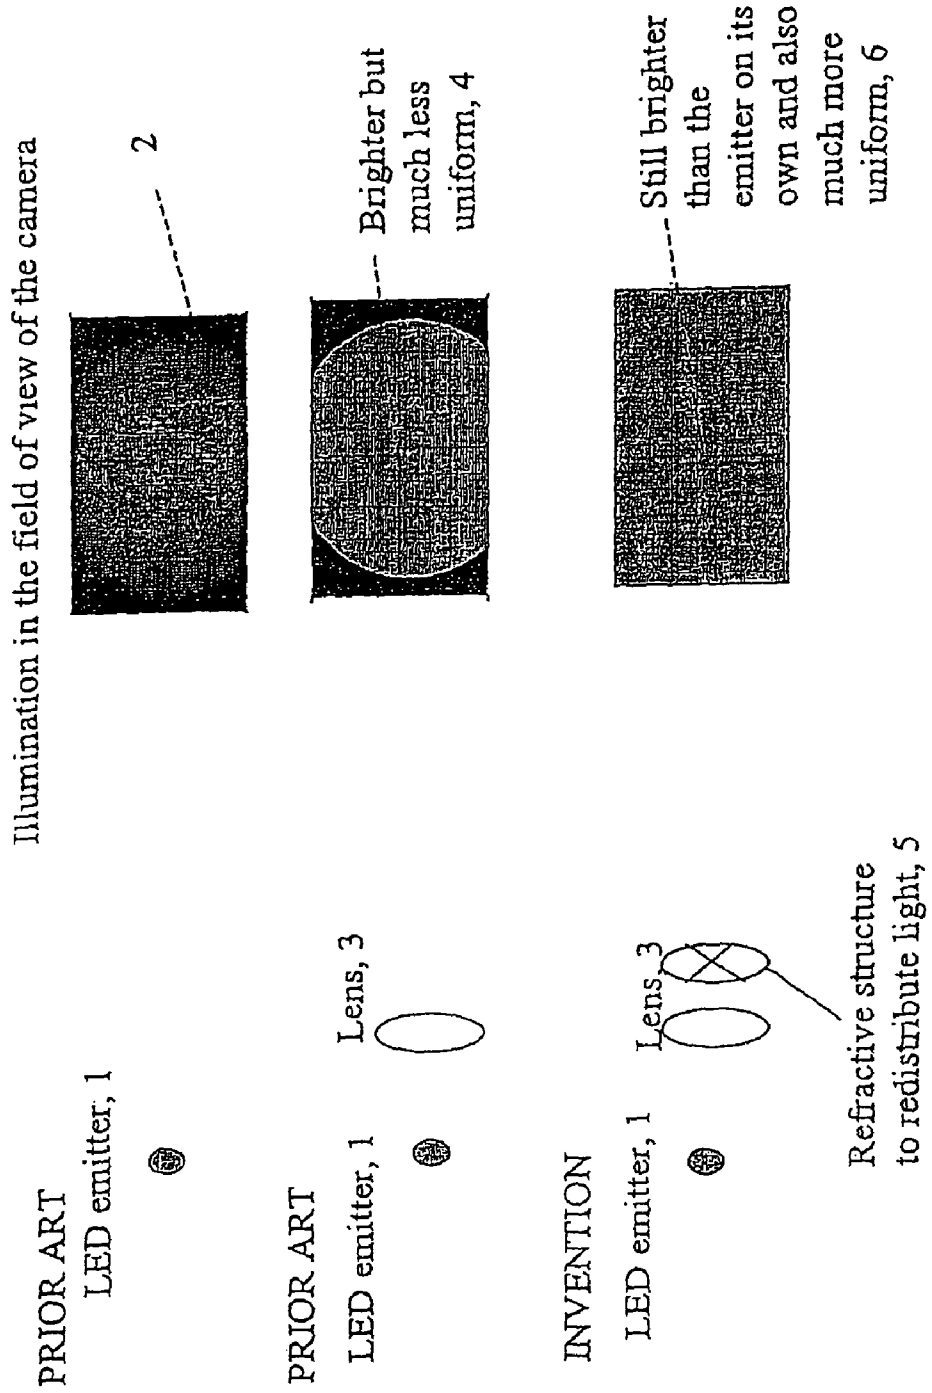 Illumination in the field of view of the camera
PRIOR ART
LED emitter, 1
2
PRIOR ART
LED emitter, 1
Lens, 3
Brighter but
much less
uniform, 4
INVENTION
LED emitter, 1
Lens, 3
Refractive structure
to redistribute light, 5
Still brighter
than the
emitter on its
own and also
much more
uniform, 6